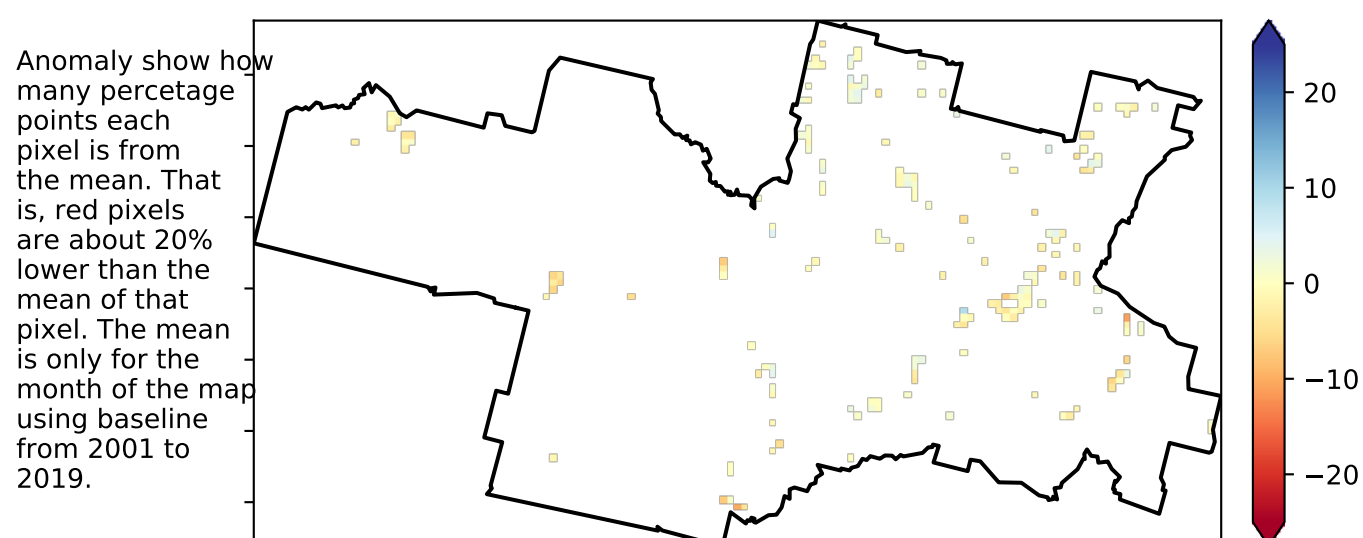 Anomaly show how
many percetage
points each
pixel is from
the mean. That
is, red pixels
are about 20%
lower than the
mean of that
pixel. The mean
is only for the
month of the map
using baseline
from 2001 to
2019.
20
10
0
−10
−20